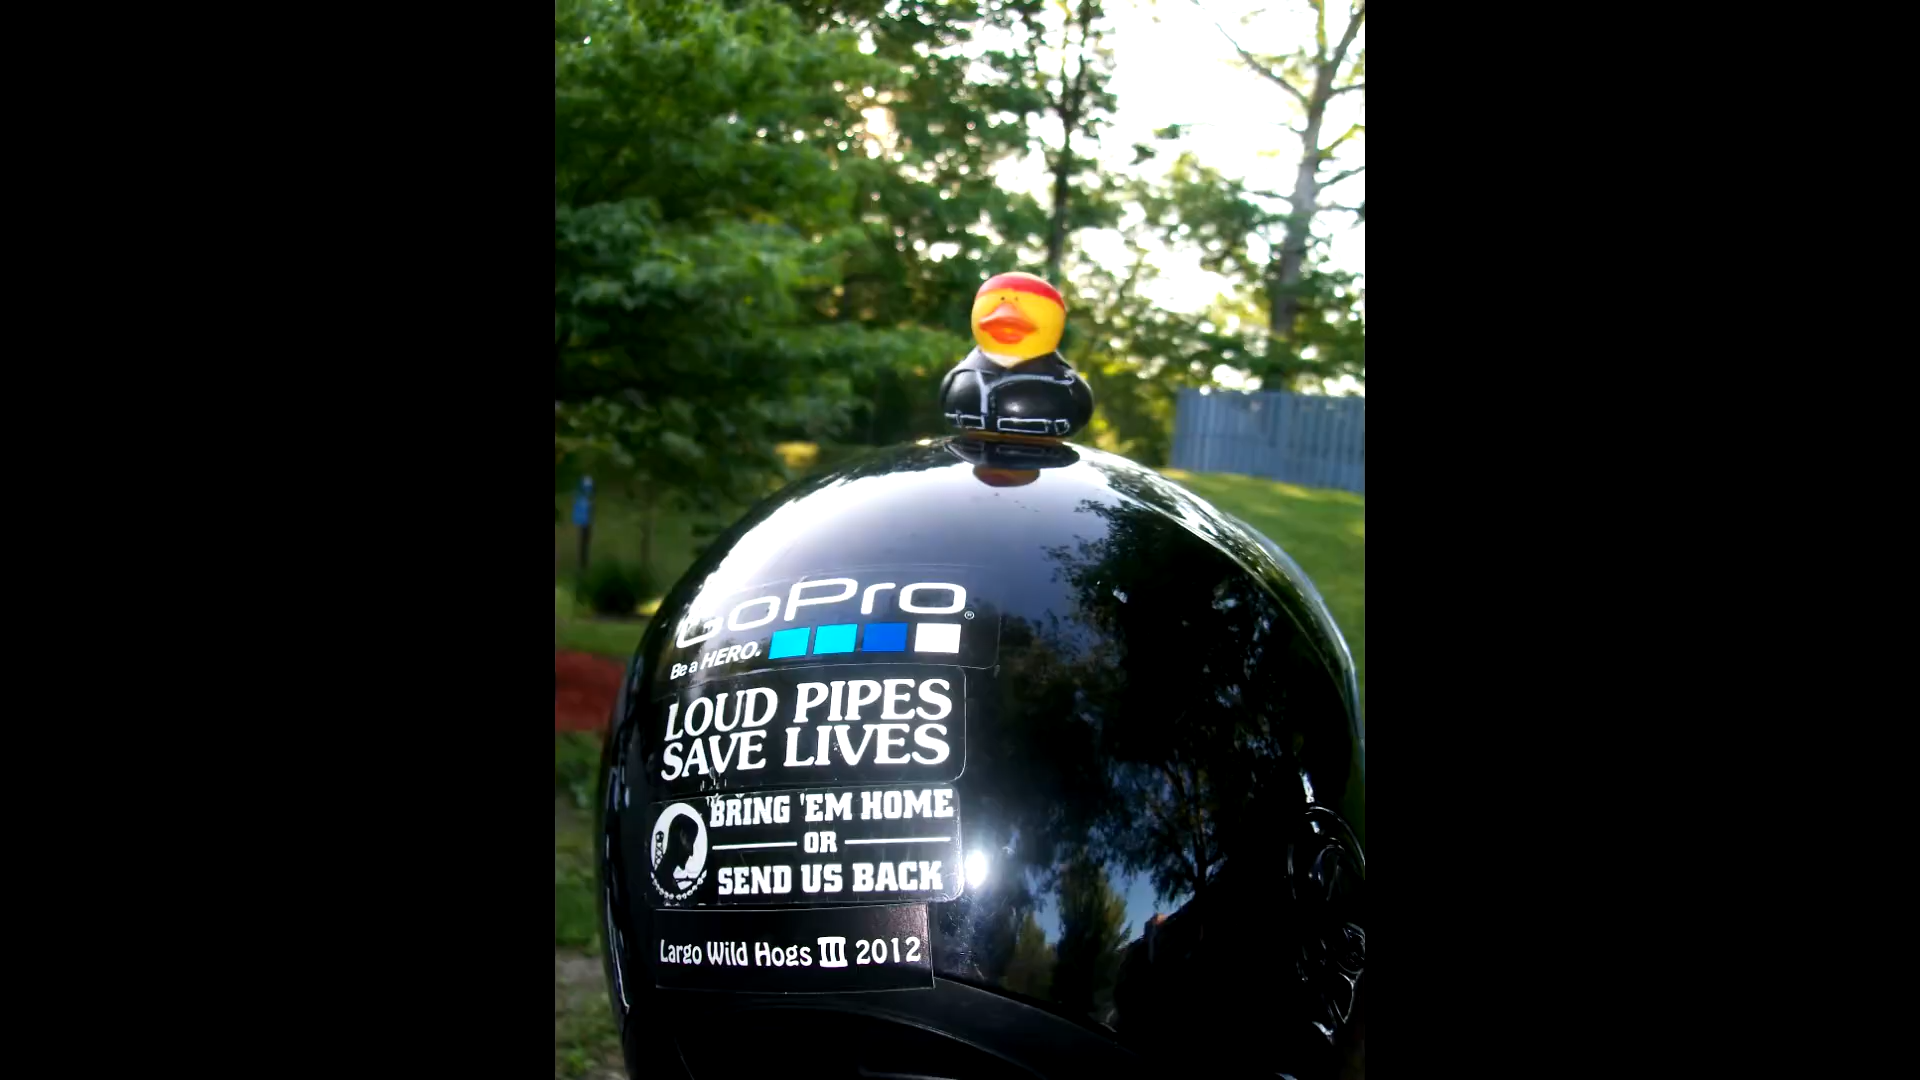 GoPro®
Be a HERO.
LOUD PIPES
SAVE LIVES
BRING 'EM HOME
OR
SEND US BACK
Largo Wild Hogs III 2012